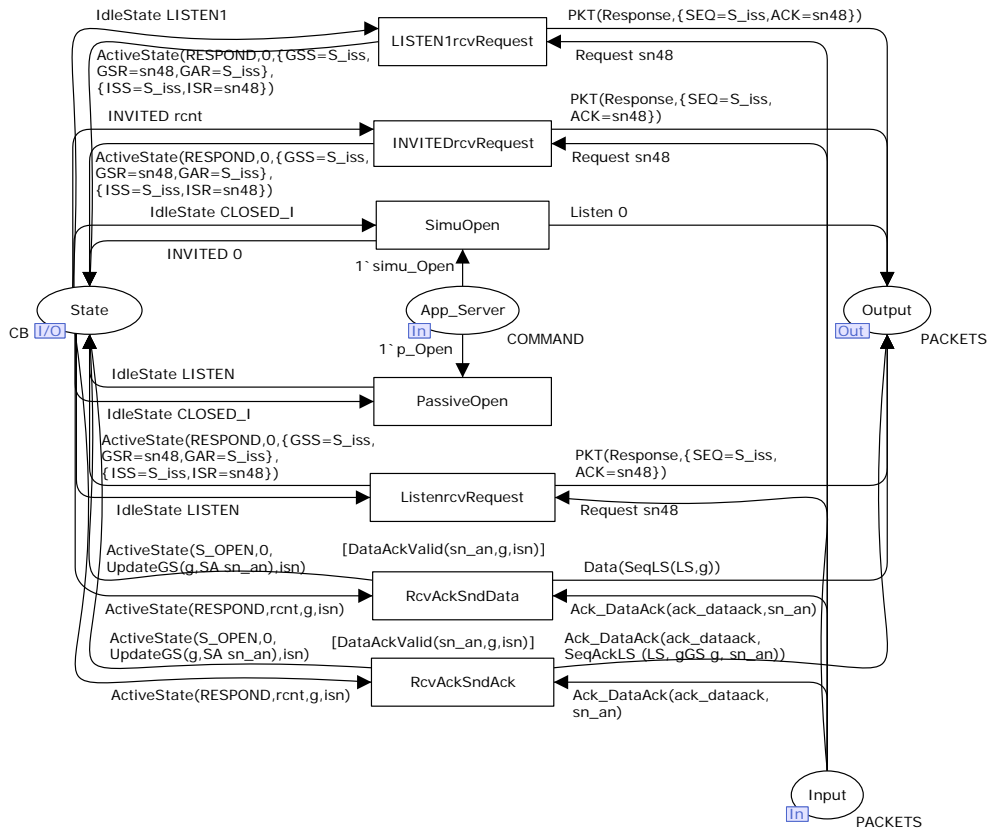 IdleState LISTEN1
PKT(Response,{SEQ=S_iss,ACK=sn48})
LISTEN1rcvRequest
ActiveState(RESPOND,0,{GSS=S_iss,
GSR=sn48,GAR=S_iss},
{ISS=S_iss,ISR=sn48})
Request sn48
INVITED rcnt
PKT(Response,{SEQ=S_iss,
ACK=sn48})
INVITEDrcvRequest
ActiveState(RESPOND,0,{GSS=S_iss,
GSR=sn48,GAR=S_iss},
{ISS=S_iss,ISR=sn48})
Request sn48
IdleState CLOSED_I
SimuOpen
Listen 0
INVITED 0
1`simu_Open
State
CB
I/O
App_Server
In
COMMAND
Output
Out
PACKETS
1`p_Open
IdleState LISTEN
PassiveOpen
IdleState CLOSED_I
ActiveState(RESPOND,0,{GSS=S_iss,
GSR=sn48,GAR=S_iss},
{ISS=S_iss,ISR=sn48})
PKT(Response,{SEQ=S_iss,
ACK=sn48})
ListenrcvRequest
IdleState LISTEN
Request sn48
ActiveState(S_OPEN,0,
UpdateGS(g,SA sn_an),isn)
[DataAckValid(sn_an,g,isn)]
Data(SeqLS(LS,g))
RcvAckSndData
ActiveState(RESPOND,rcnt,g,isn)
Ack_DataAck(ack_dataack,sn_an)
ActiveState(S_OPEN,0,
UpdateGS(g,SA sn_an),isn)
[DataAckValid(sn_an,g,isn)]
Ack_DataAck(ack_dataack,
SeqAckLS (LS, gGS g, sn_an))
RcvAckSndAck
ActiveState(RESPOND,rcnt,g,isn)
Ack_DataAck(ack_dataack,
sn_an)
Input
In
PACKETS